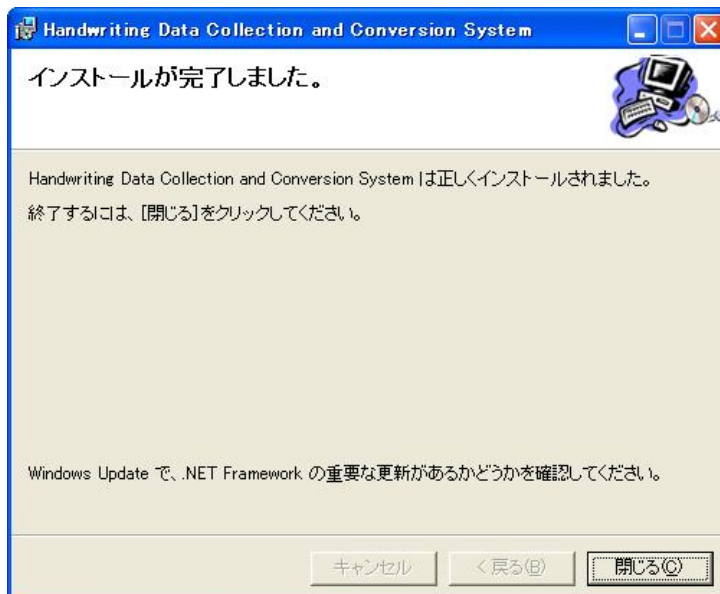 Handwriting Data Collection and Conversion System
インストールが完了しました。
Handwriting Data Collection and Conversion System は正しくインストールされました。
終了するには、[閉じる]をクリックしてください。
Windows Update で、.NET Framework の重要な更新があるかどうかを確認してください。
キャンセル
< 戻る(B)
閉じる(C)